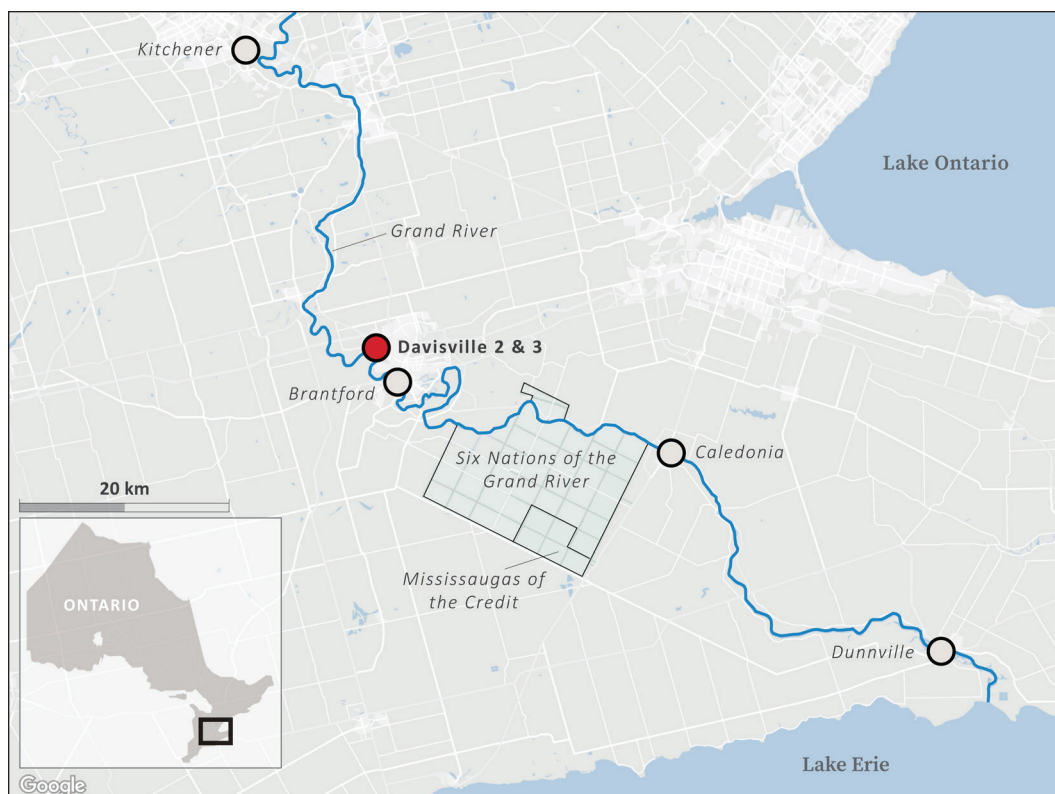 Kitchener
Lake Ontario
Grand River
Davisville 2 & 3
Brantford
Caledonia
Six Nations of the
Grand River
20 km
Mississaugas of
the Credit
ONTARIO
Dunnville
Lake Erie
Google